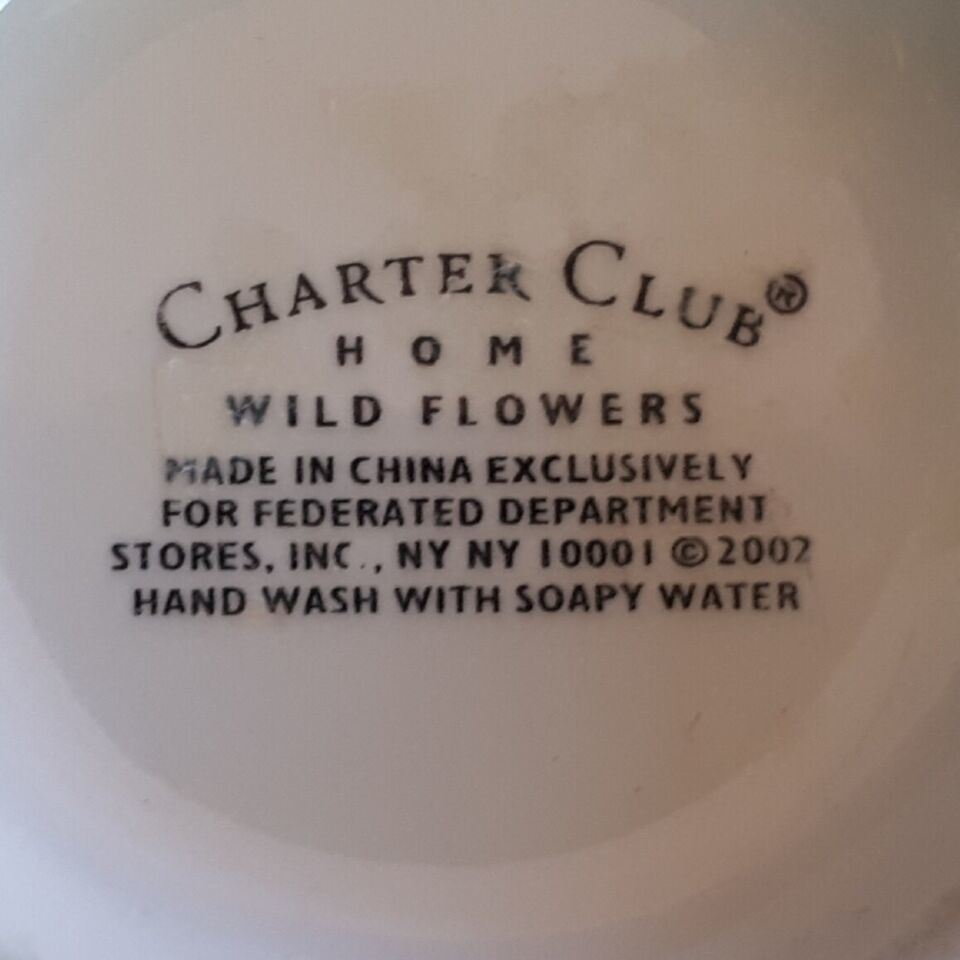 CHARTER CLUB®
HOME
WILD FLOWERS
MADE IN CHINA EXCLUSIVELY
FOR FEDERATED DEPARTMENT
STORES, INC., NY NY 10001 ©2002
HAND WASH WITH SOAPY WATER